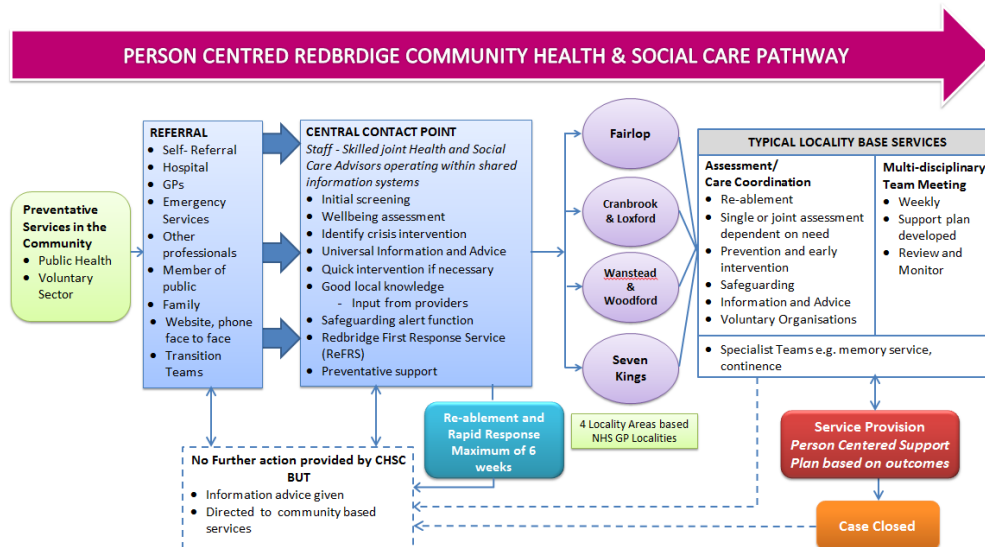 PERSON CENTRED REDBRDIGE COMMUNITY HEALTH & SOCIAL CARE PATHWAY
Preventative
Services in the
Community
• Public Health
• Voluntary
Sector
REFERRAL
• Self- Referral
• Hospital
• GPs
• Emergency
Services
• Other
professionals
• Member of
public
• Family
• Website, phone
face to face
• Transition
Teams
CENTRAL CONTACT POINT
Staff - Skilled joint Health and Social
Care Advisors operating within shared
information systems
• Initial screening
• Wellbeing assessment
• Identify crisis intervention
• Universal Information and Advice
• Quick intervention if necessary
• Good local knowledge
- Input from providers
• Safeguarding alert function
• Redbridge First Response Service
(ReFRS)
• Preventative support
Fairlop
Cranbrook
& Loxford
Wanstead
&
Woodford
Seven
Kings
4 Locality Areas based
NHS GP Localities
TYPICAL LOCALITY BASE SERVICES
Assessment/
Care Coordination
• Re-ablement
• Single or joint assessment
dependent on need
• Prevention and early
intervention
• Safeguarding
• Information and Advice
• Voluntary Organisations
Multi-disciplinary
Team Meeting
• Weekly
• Support plan
developed
• Review and
Monitor
• Specialist Teams e.g. memory service,
continence
Re-ablement and
Rapid Response
Maximum of 6
weeks
No Further action provided by CHSC
BUT
• Information advice given
• Directed to community based
services
Service Provision
Person Centered Support
Plan based on outcomes
Case Closed